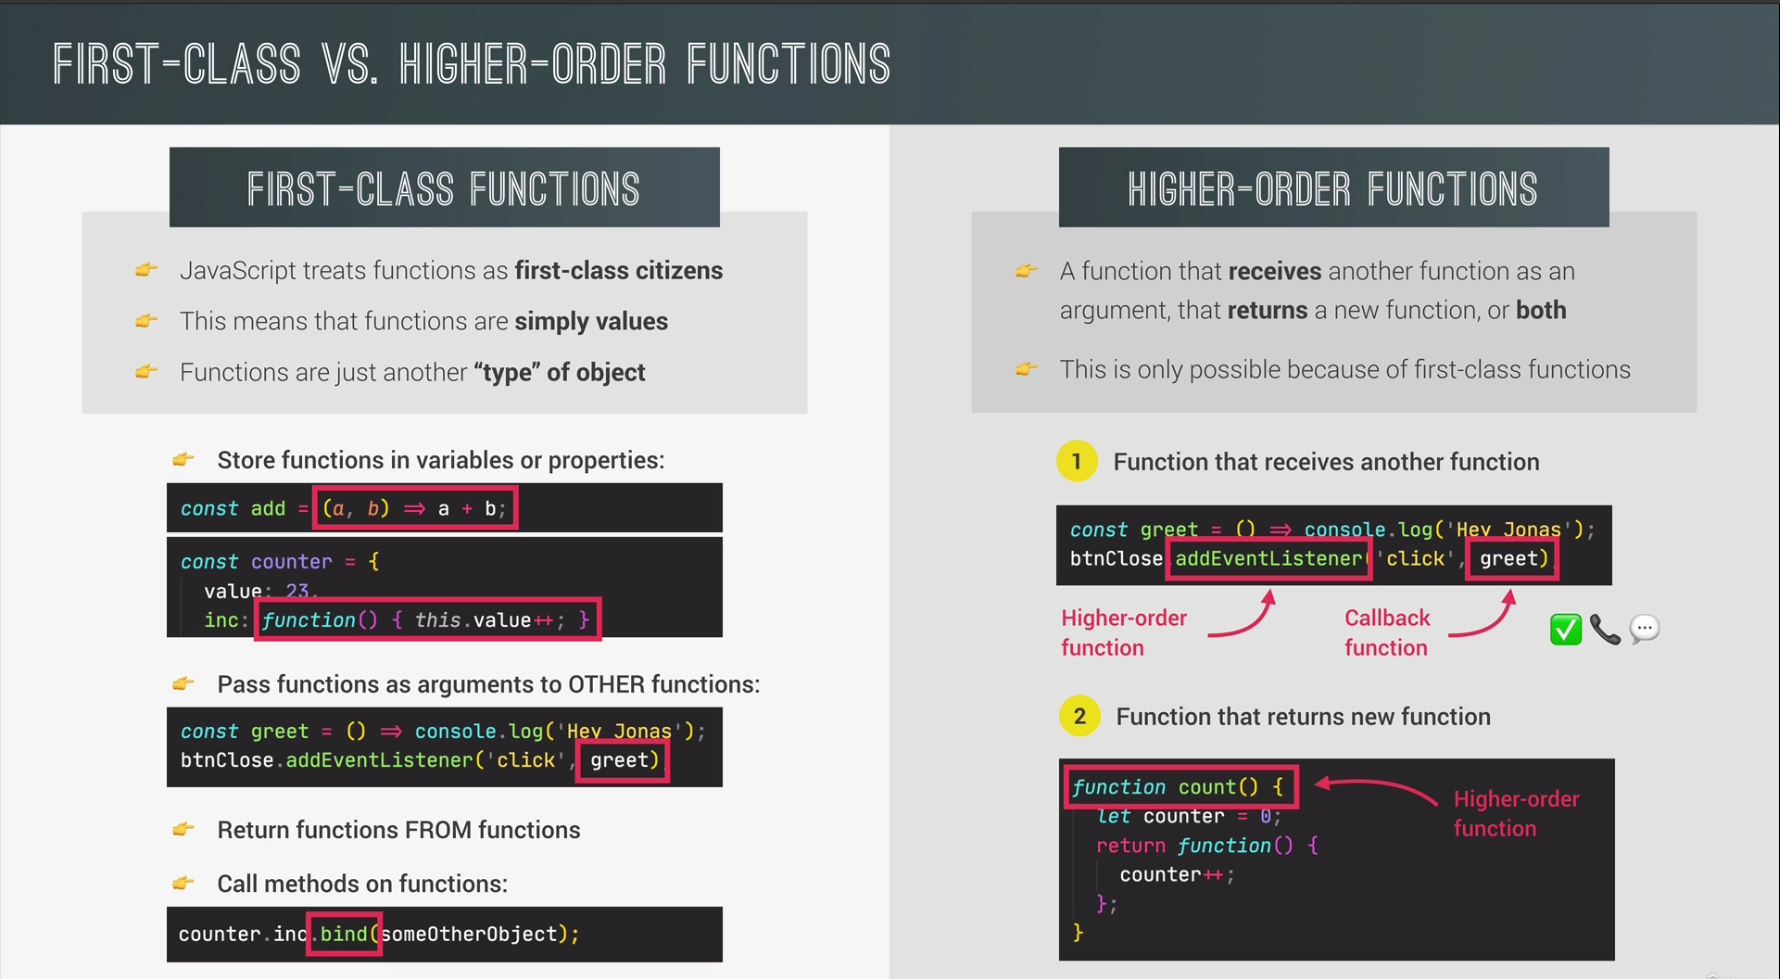 FIRST-CLASS VS. HIGHER-ORDER FUNCTIONS
FIRST-CLASS FUNCTIONS
JavaScript treats functions as first-class citizens
This means that functions are simply values
Functions are just another “type” of object
Store functions in variables or properties:
const add = (a, b) => a + b;
const counter = {
value: 23,
inc: function() { this.value++; }
Pass functions as arguments to OTHER functions:
const greet = () => console.log('Hey Jonas');
btnClose.addEventListener('click', greet)
Return functions FROM functions
Call methods on functions:
counter.inc.bind(someOtherObject);
HIGHER-ORDER FUNCTIONS
A function that receives another function as an
argument, that returns a new function, or both
This is only possible because of first-class functions
1 Function that receives another function
const greet = () => console.log('Hey Jonas');
btnClose.addEventListener('click', greet)
Higher-order
function
Callback
function
2 Function that returns new function
function count() {
let counter = 0;
return function() {
counter++;
};
}
Higher-order
function